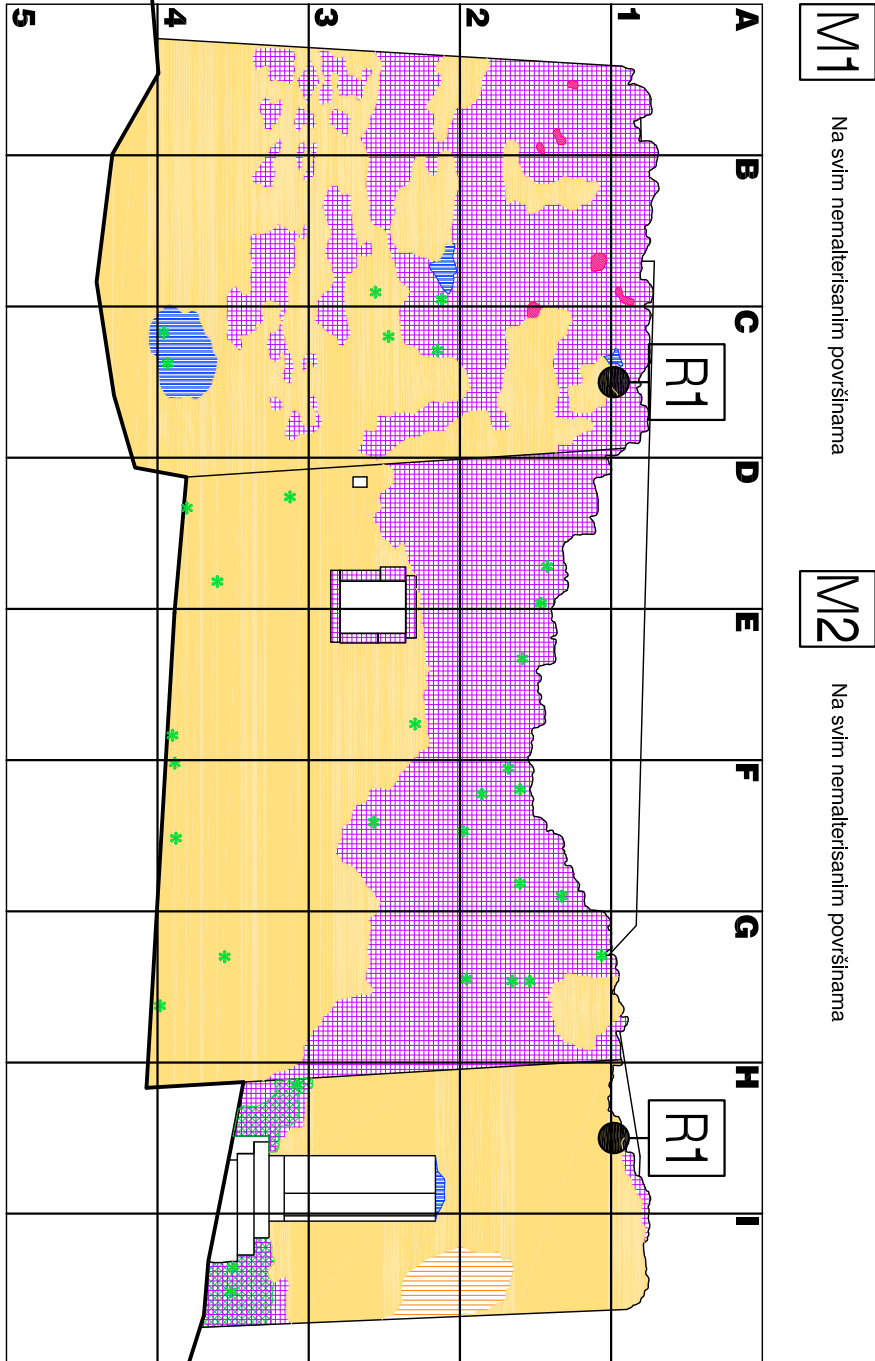 M1
Na svim nemalterisanim površinama
M2
Na svim nemalterisanim površinama
A B C D E F G H I
1
2
3
4
5
R1
R1